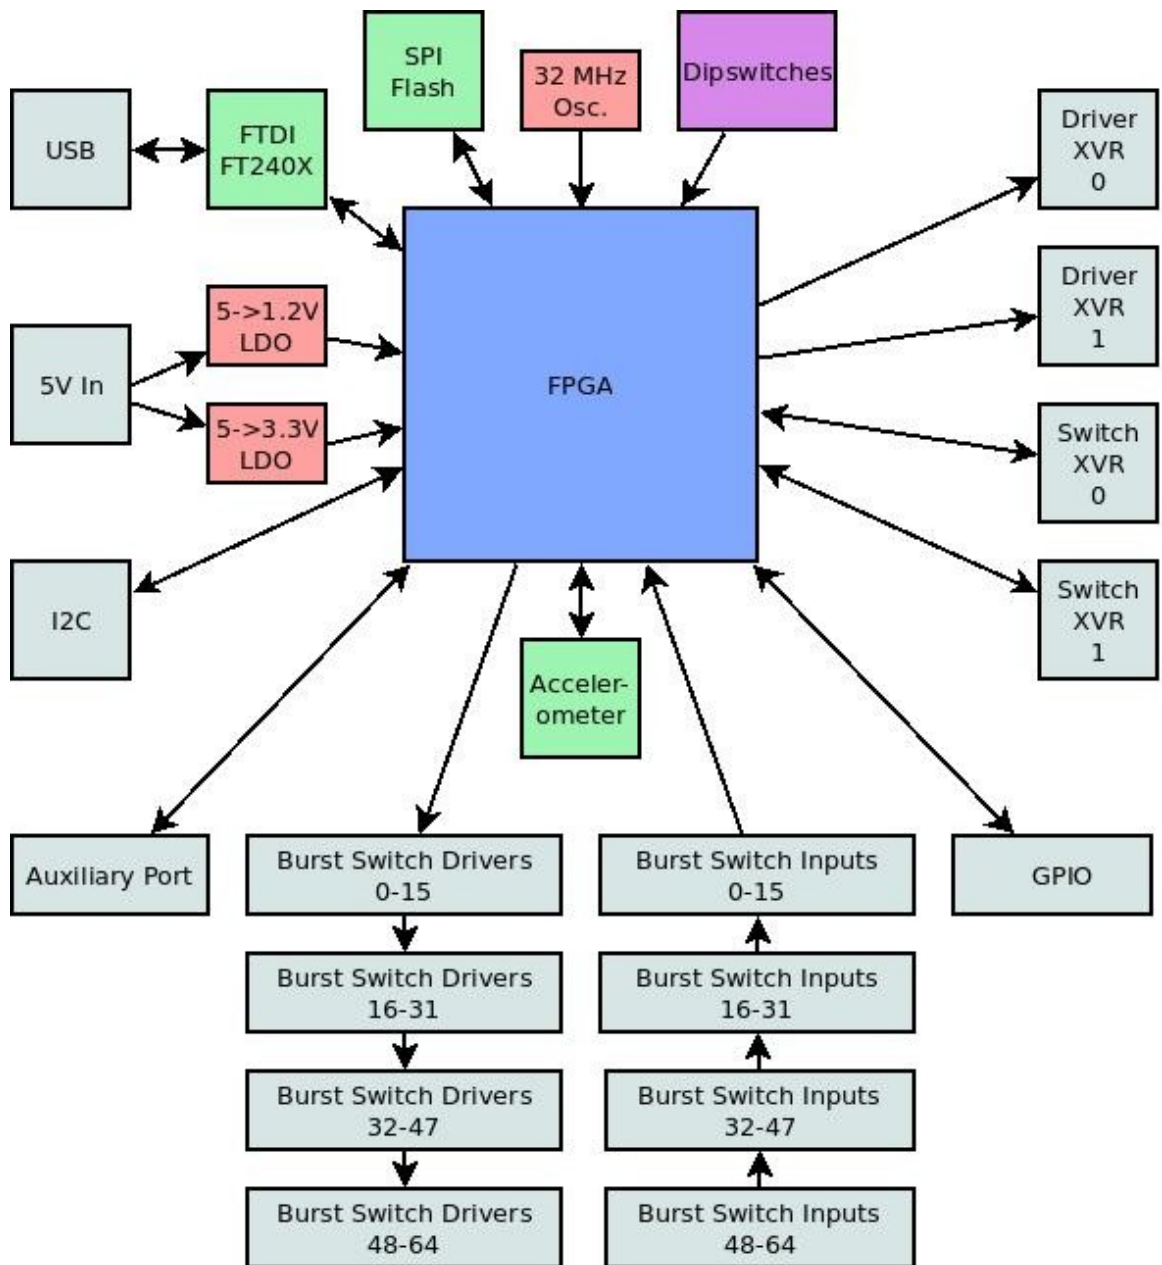 SPI
Flash
32 MHz
Osc.
Dipswitches
USB
FTDI
FT240X
Driver
XVR
0
Driver
XVR
1
5->1.2V
LDO
5V In
5->3.3V
LDO
FPGA
Switch
XVR
0
I2C
Switch
XVR
1
Acceler-
ometer
Auxiliary Port
Burst Switch Drivers
0-15
Burst Switch Inputs
0-15
GPIO
Burst Switch Drivers
16-31
Burst Switch Inputs
16-31
Burst Switch Drivers
32-47
Burst Switch Inputs
32-47
Burst Switch Drivers
48-64
Burst Switch Inputs
48-64